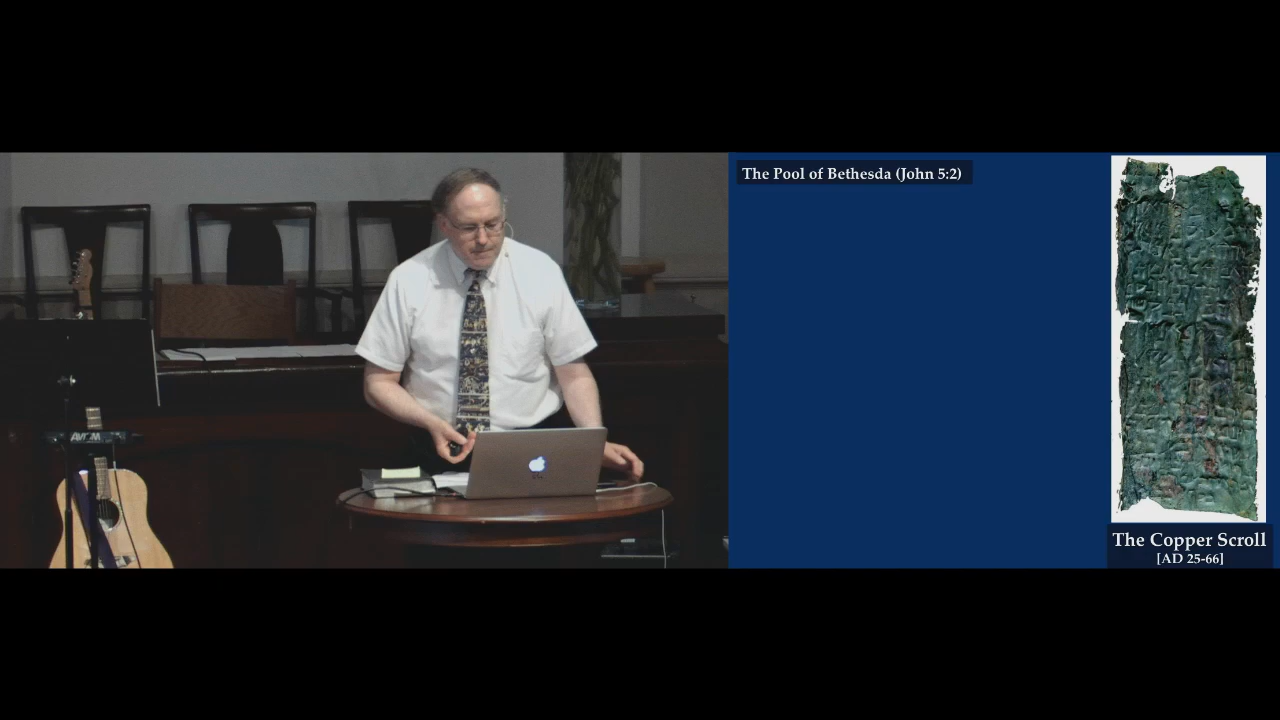 The Pool of Bethesda (John 5:2)
The Copper Scroll
[AD 25-66]